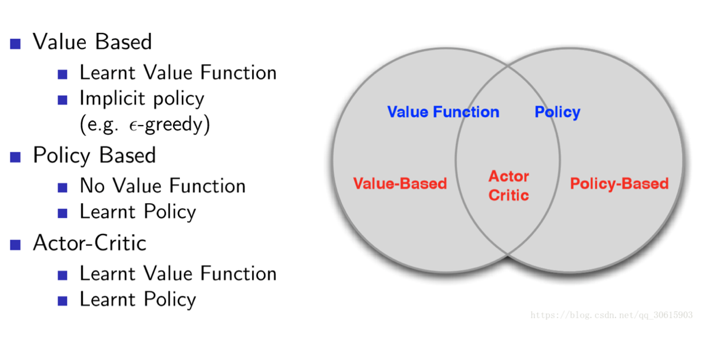 Value Based
Learnt Value Function
Implicit policy
(e.g. ϵ-greedy)
Policy Based
No Value Function
Learnt Policy
Actor-Critic
Learnt Value Function
Learnt Policy
Value Function
Policy
Value-Based
Actor
Critic
Policy-Based
https://blog.csdn.net/qq_30615903